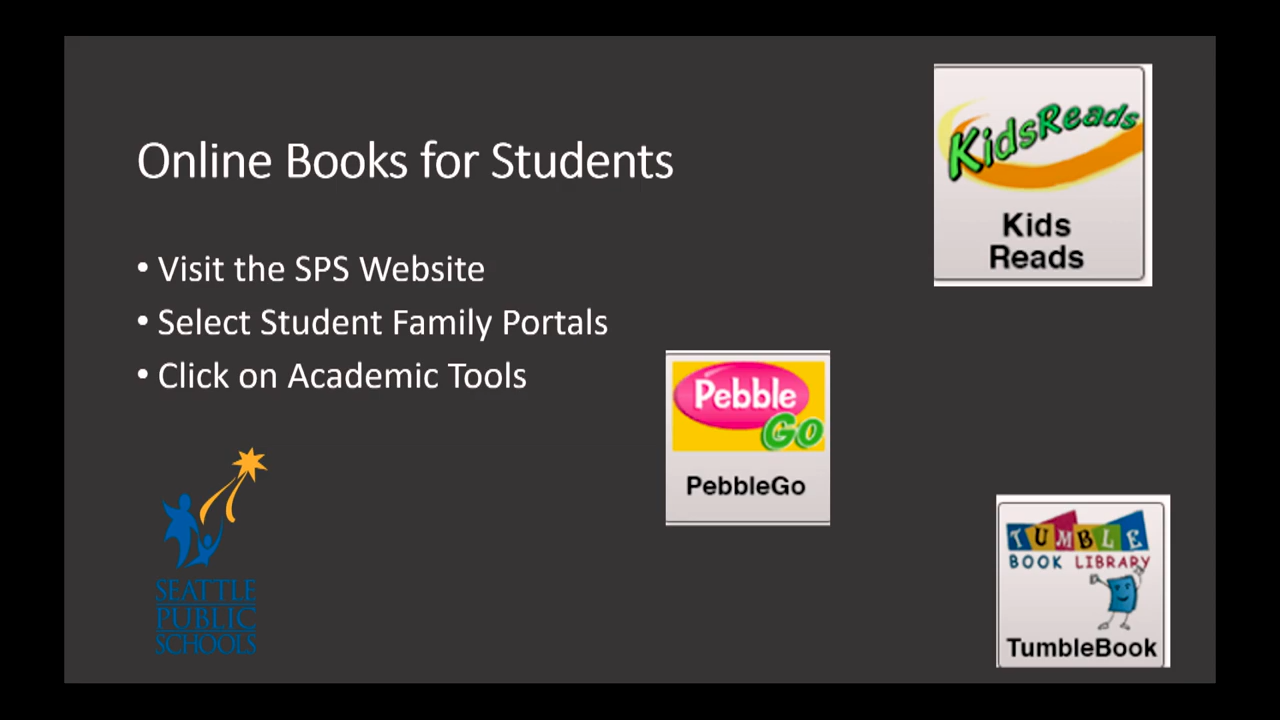 Online Books for Students
• Visit the SPS Website
• Select Student Family Portals
• Click on Academic Tools
KidsReads
Kids
Reads
Pebble
Go
PebbleGo
TUMBLE
BOOK LIBRARY
TumbleBook
SEATTLE
PUBLIC
SCHOOLS